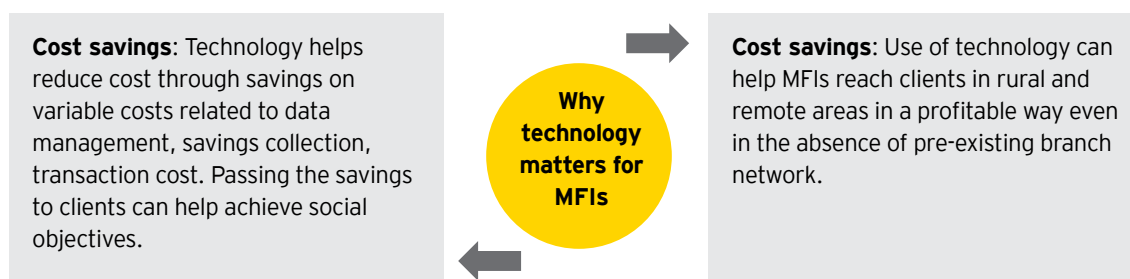 Cost savings: Technology helps
reduce cost through savings on
variable costs related to data
management, savings collection,
transaction cost. Passing the savings
to clients can help achieve social
objectives.
Why
technology
matters for
MFIs
Cost savings: Use of technology can
help MFIs reach clients in rural and
remote areas in a profitable way even
in the absence of pre-existing branch
network.